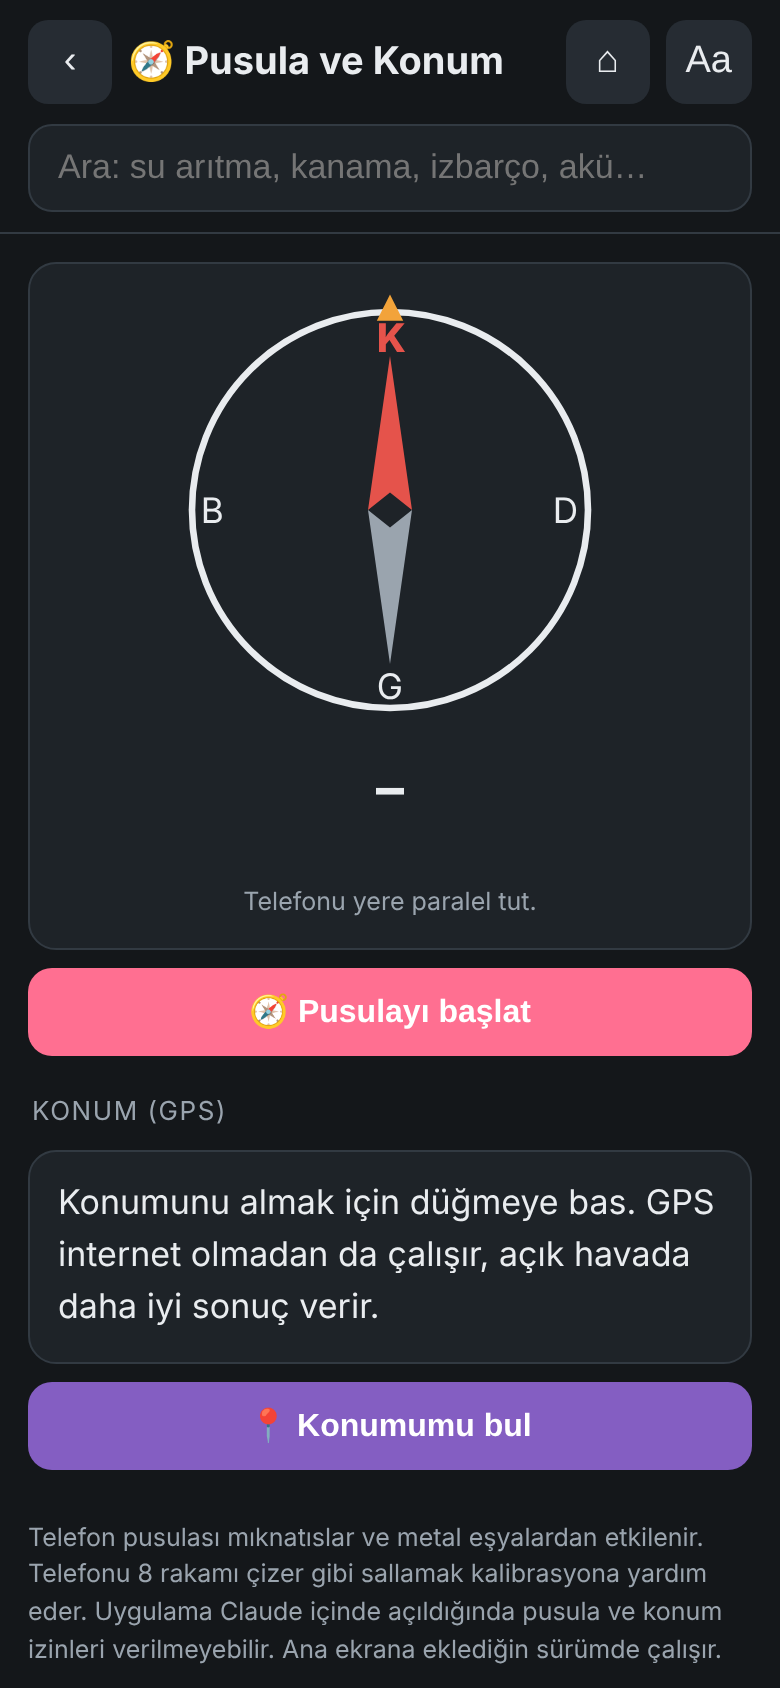 ‹ 🧭 Pusula ve Konum ⌂ Aa
Ara: su arıtma, kanama, izbarço, akü…
K
B D
G
–
Telefonu yere paralel tut.
🧭 Pusulayı başlat
KONUM (GPS)
Konumunu almak için düğmeye bas. GPS
internet olmadan da çalışır, açık havada
daha iyi sonuç verir.
📍 Konumumu bul
Telefon pusulası mıknatıslar ve metal eşyalardan etkilenir.
Telefonu 8 rakamı çizer gibi sallamak kalibrasyona yardım
eder. Uygulama Claude içinde açıldığında pusula ve konum
izinleri verilmeyebilir. Ana ekrana eklediğin sürümde çalışır.